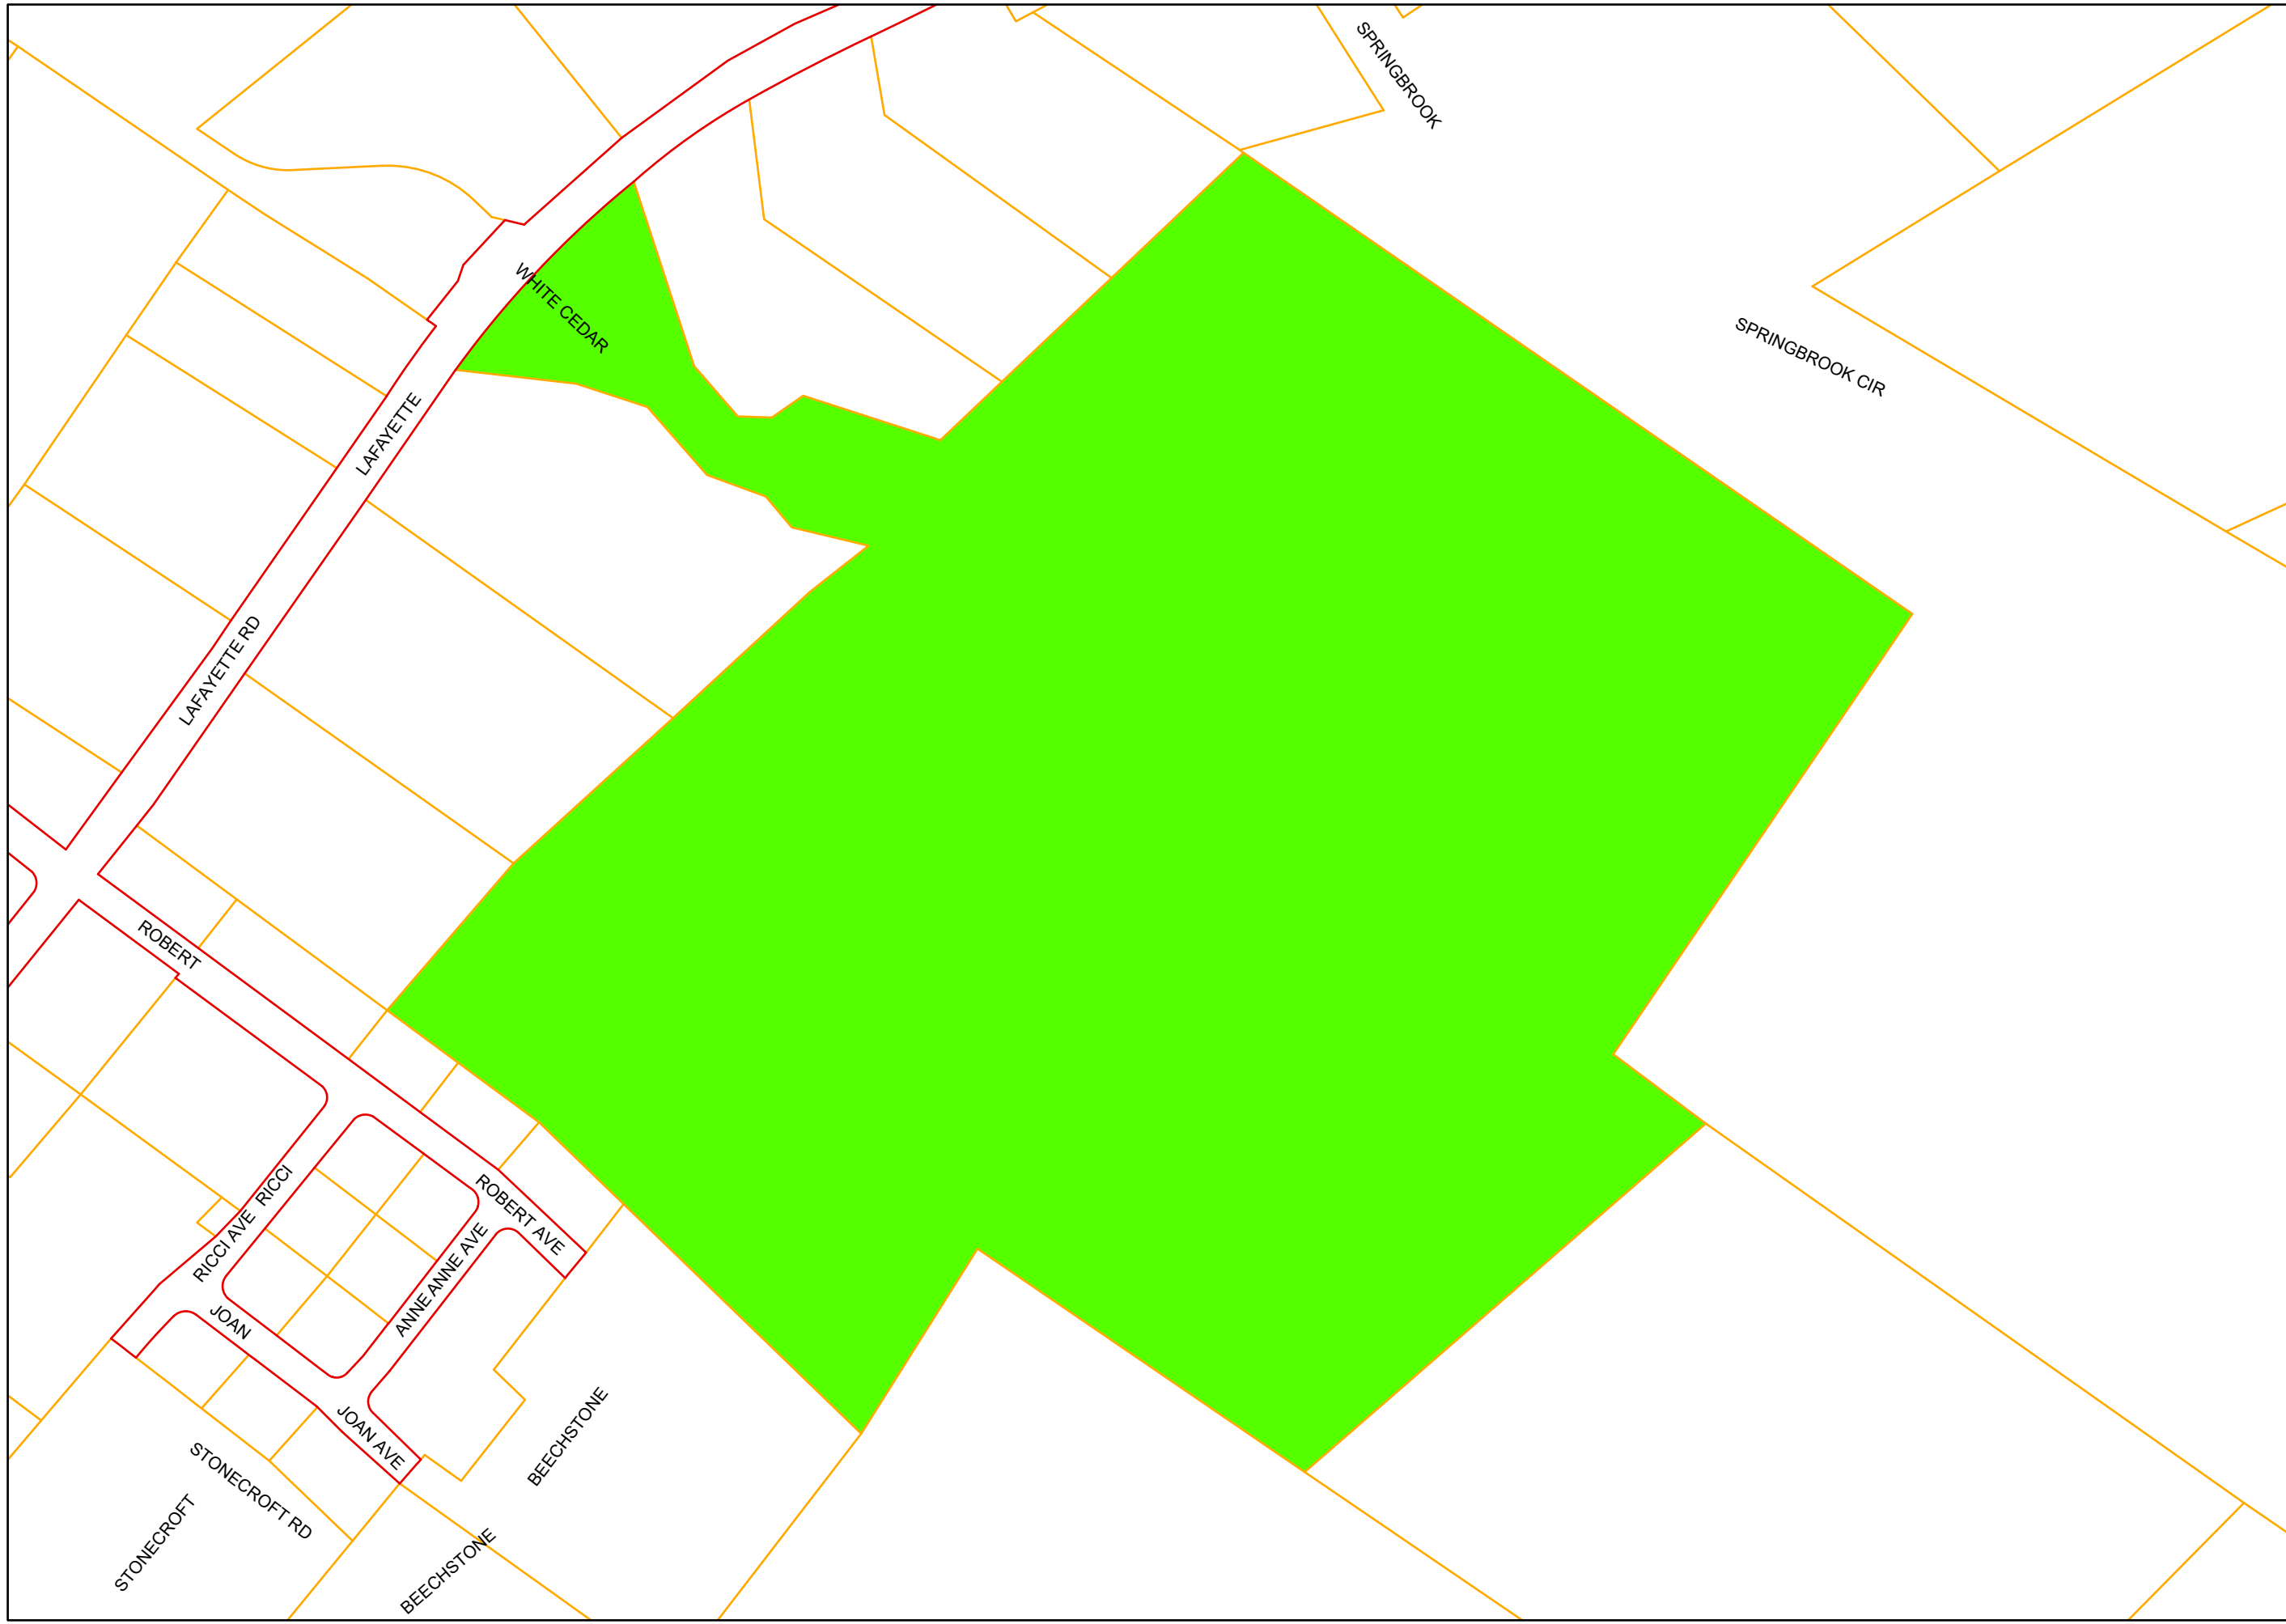 SPRINGBROOK
WHITE CEDAR
SPRINGBROOK CIR
LAFAYETTE
LAFAYETTE RD
ROBERT
RICCI
ROBERT AVE
RICCI AVE
ANNE ANNE AVE
JOAN
JOAN AVE
BEECHSTONE
STONECROFT RD
STONECROFT
BEECHSTONE